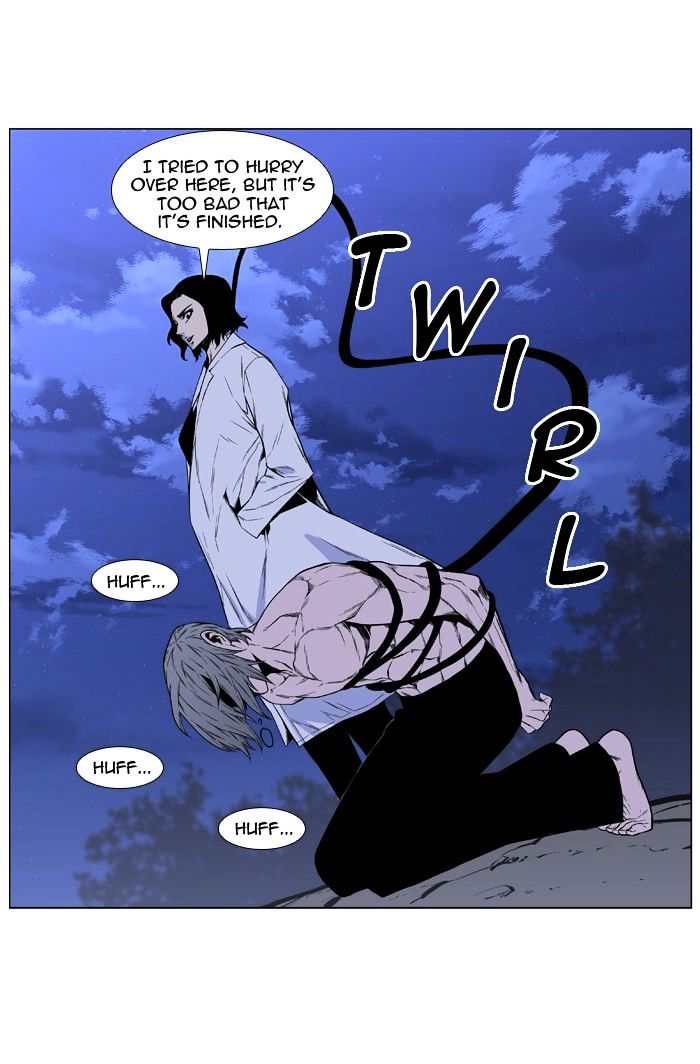 I TRIED TO HURRY
OVER HERE, BUT IT'S
TOO BAD THAT
IT'S FINISHED.
TWIRL
HUFF...
HUFF...
HUFF...